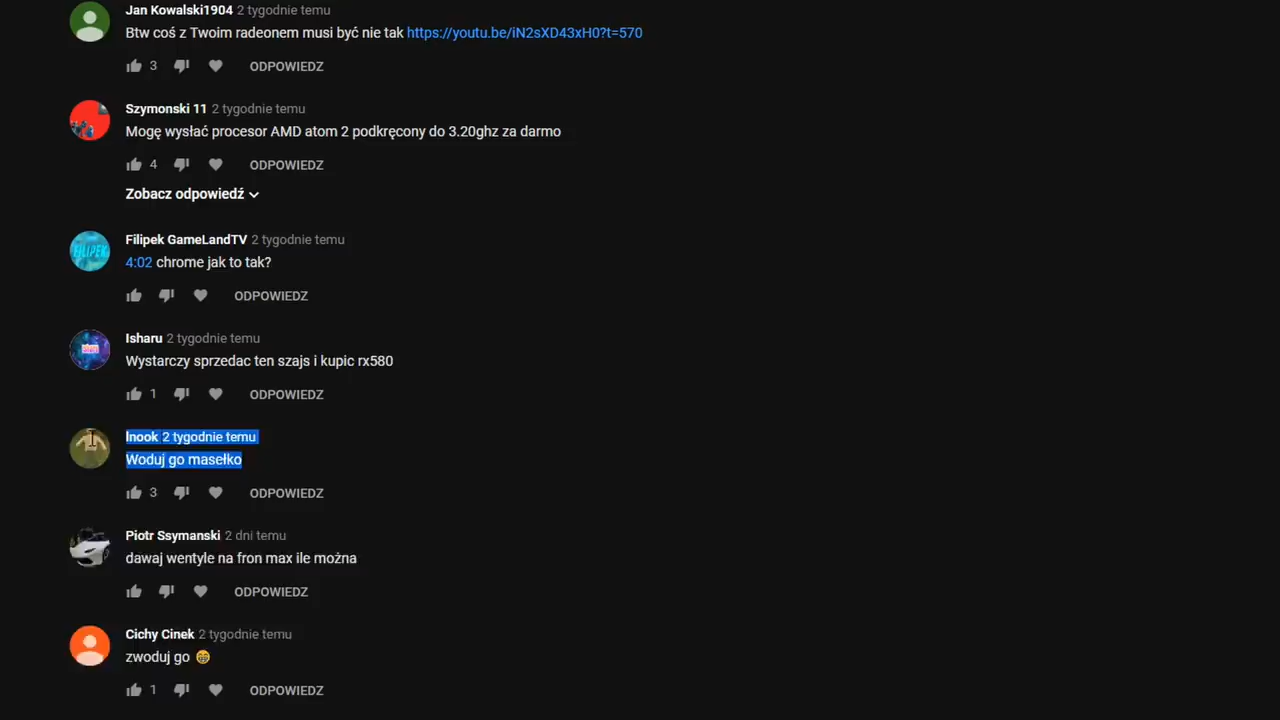 Jan Kowalski1904 2 tygodnie temu
Btw coś z Twoim radeonem musi być nie tak https://youtu.be/iN2sXD43xH0?t=570
3 ODPOWIEDZ
Szymonski 11 2 tygodnie temu
Mogę wysłać procesor AMD atom 2 podkręcony do 3.20ghz za darmo
4 ODPOWIEDZ
Zobacz odpowiedź
FILIPEK
Filipek GameLandTV 2 tygodnie temu
4:02 chrome jak to tak?
ODPOWIEDZ
Isharu 2 tygodnie temu
Wystarczy sprzedac ten szajs i kupic rx580
1 ODPOWIEDZ
lnook 2 tygodnie temu
Woduj go masełko
3 ODPOWIEDZ
Piotr Ssymanski 2 dni temu
dawaj wentyle na fron max ile można
ODPOWIEDZ
Cichy Cinek 2 tygodnie temu
zwoduj go 😁
1 ODPOWIEDZ